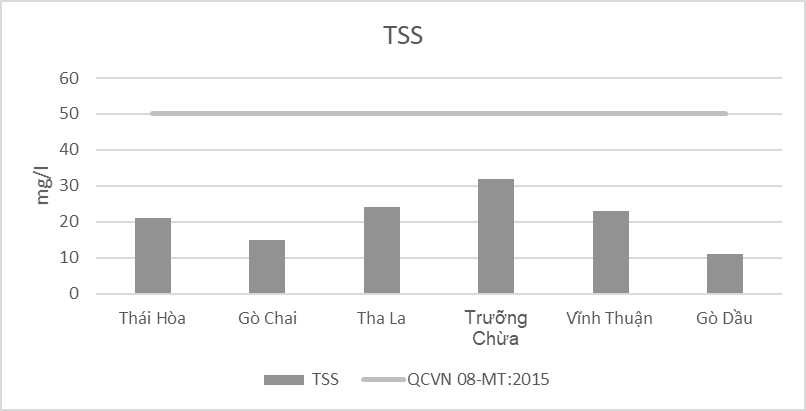 TSS
60
50
40
30
20
10
0
mg/l
Thái Hòa
Gò Chai
Tha La
Trưỡng
Chừa
Vĩnh Thuận
Gò Dầu
TSS
QCVN 08-MT:2015